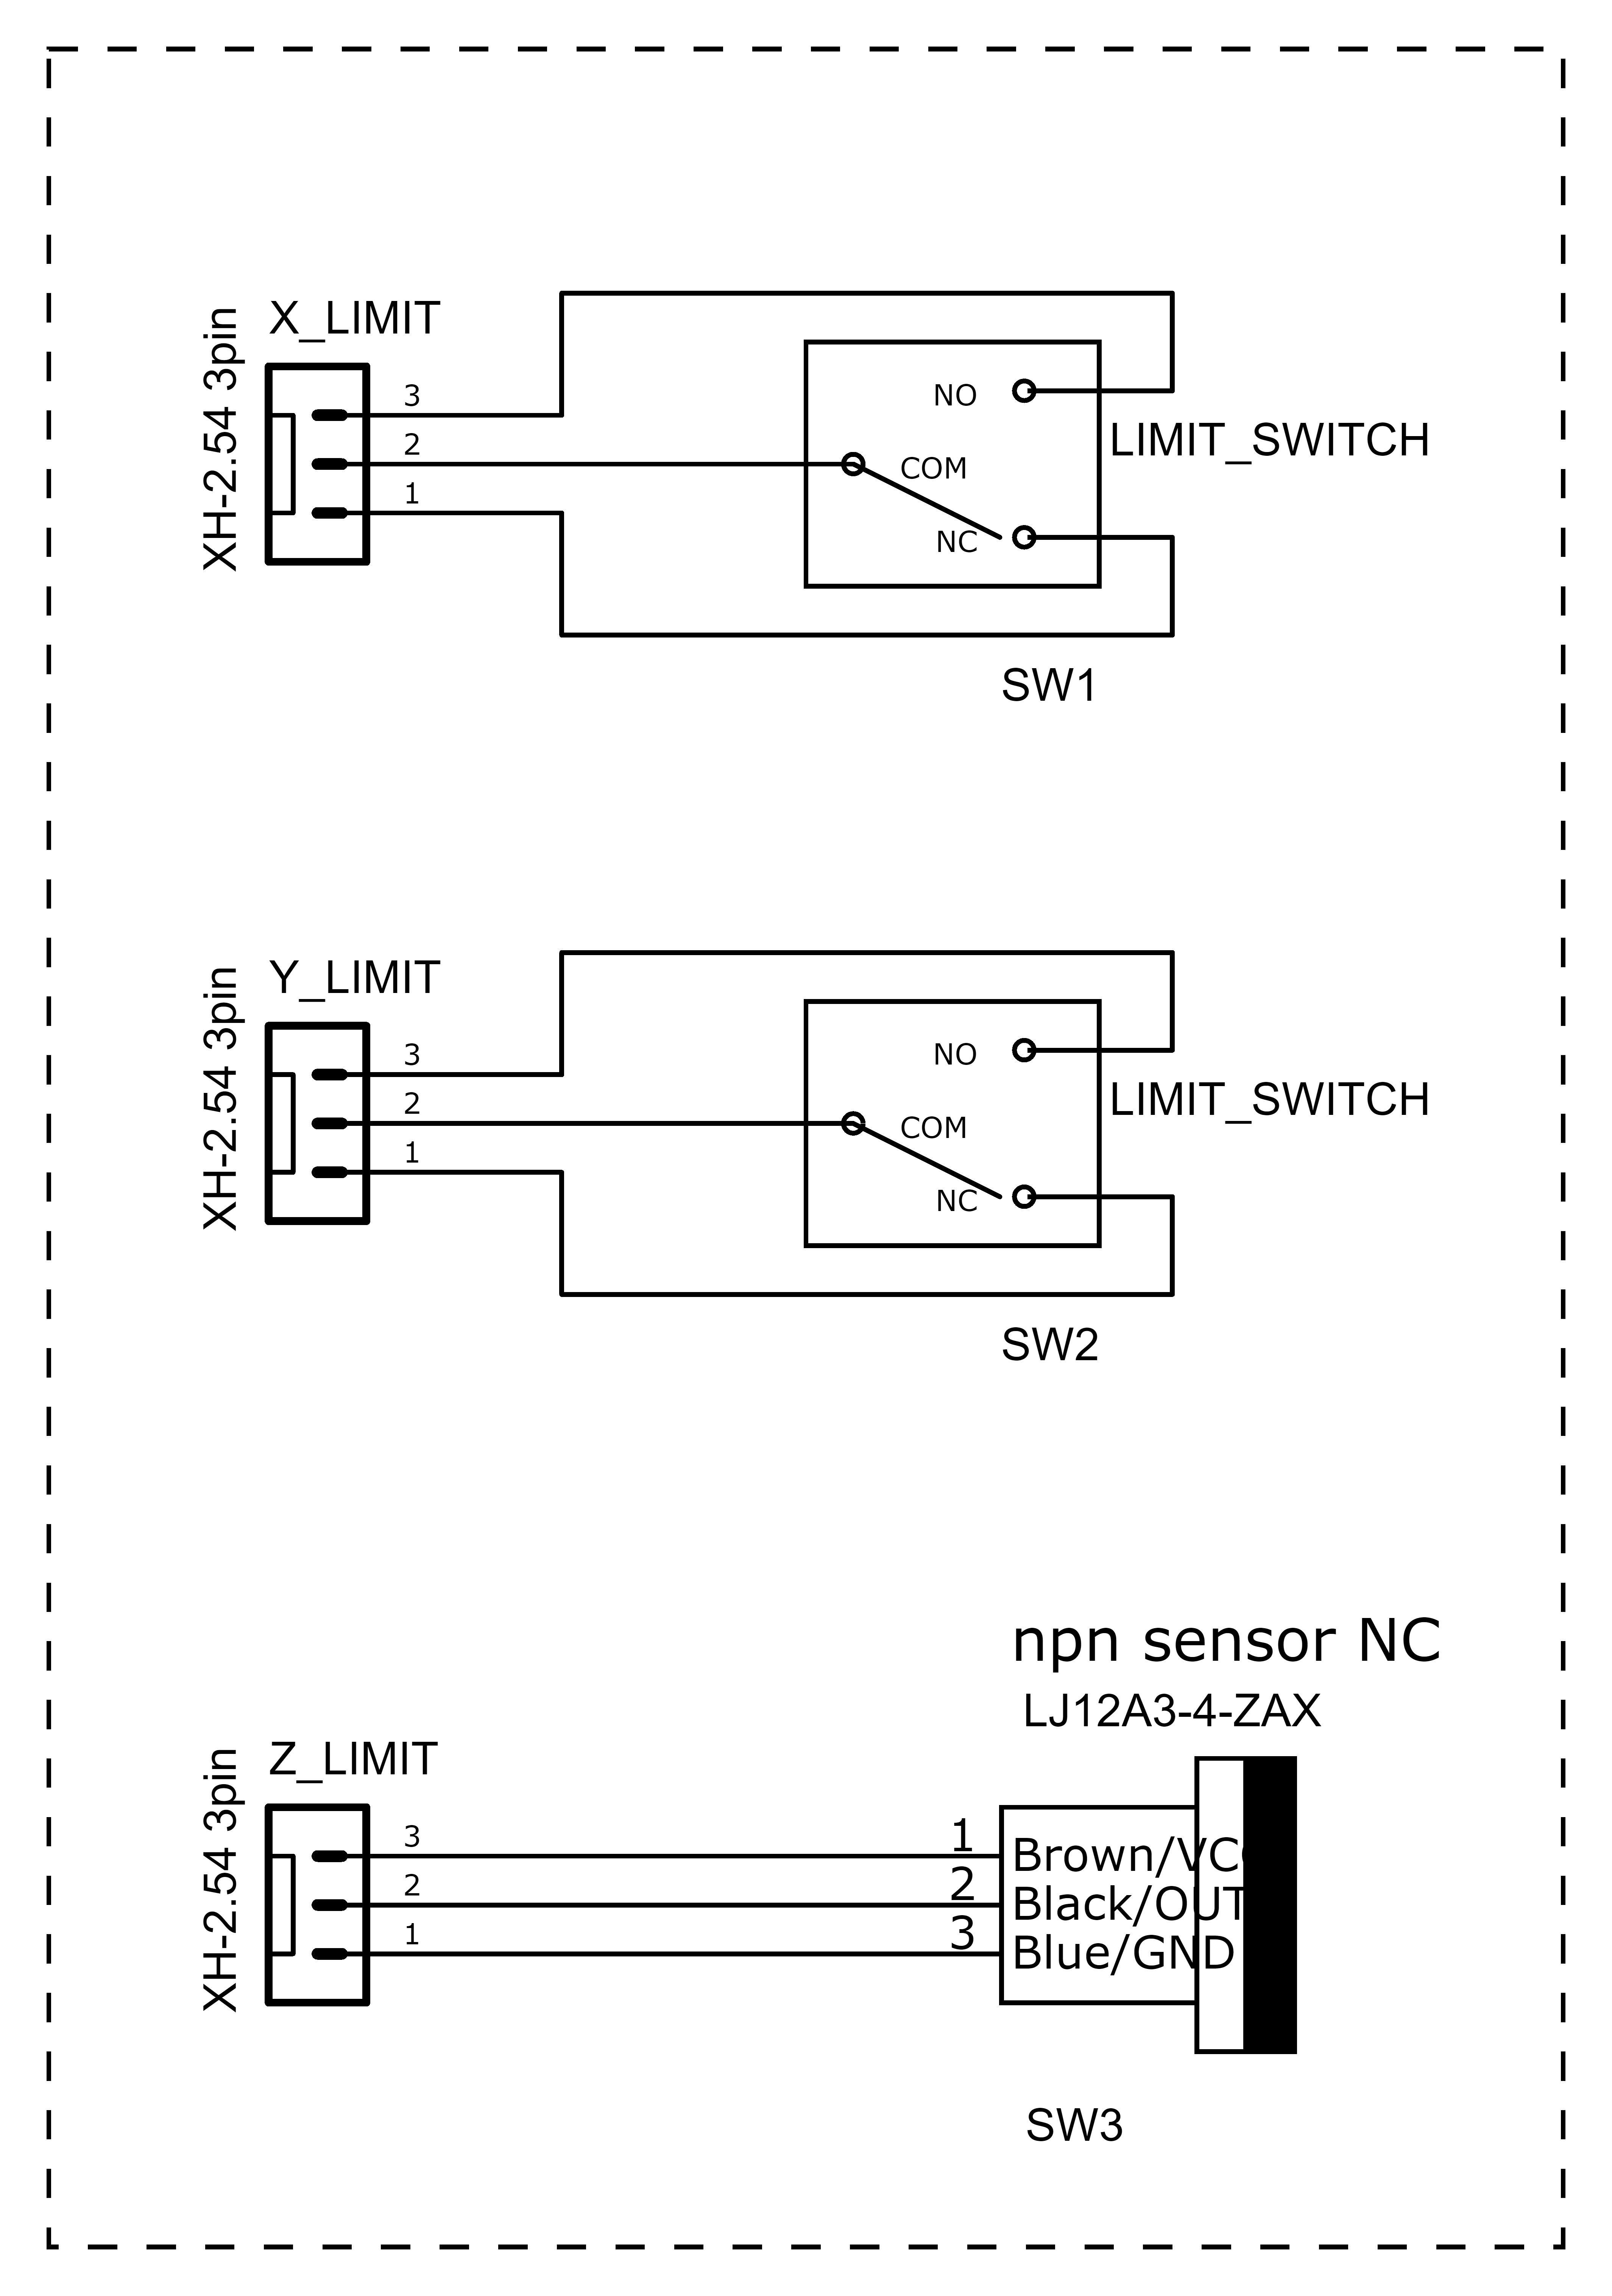 X_LIMIT
XH-2.54 3pin
3
2
1
NO
COM
NC
LIMIT_SWITCH
SW1
Y_LIMIT
XH-2.54 3pin
3
2
1
NO
COM
NC
LIMIT_SWITCH
SW2
npn sensor NC
LJ12A3-4-ZAX
Z_LIMIT
XH-2.54 3pin
3
2
1
1
2
3
Brown/VC
Black/OUT
Blue/GND
SW3